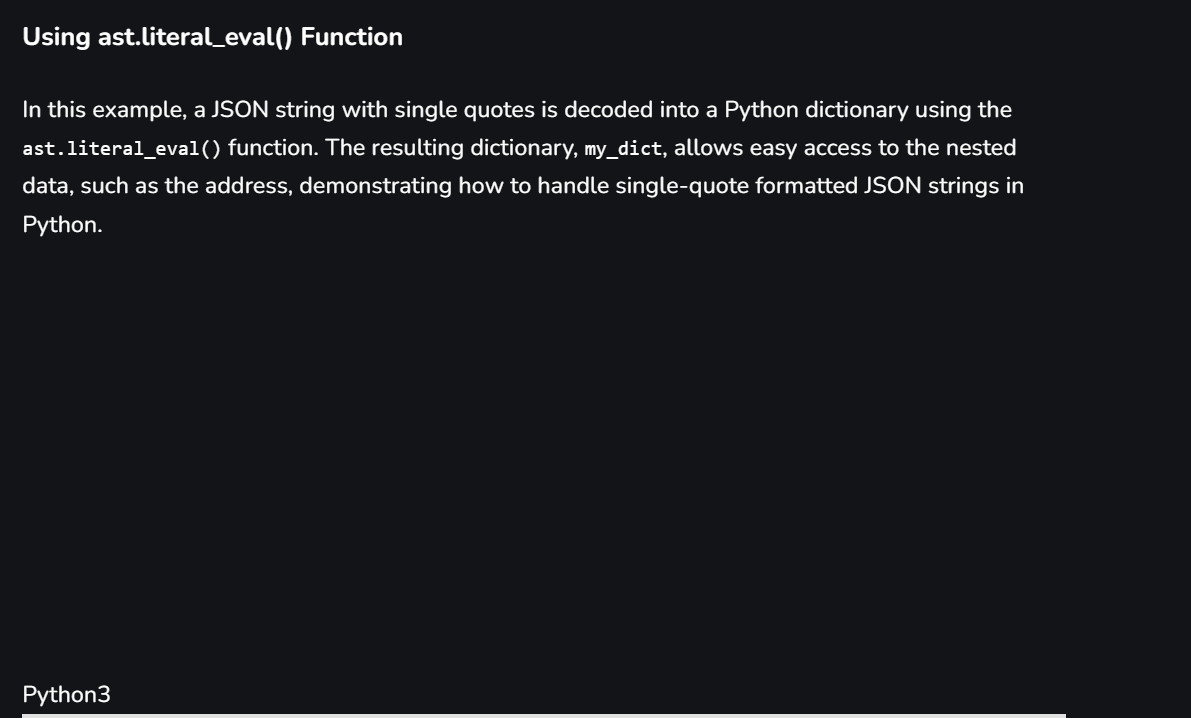 Using ast.literal_eval() Function
In this example, a JSON string with single quotes is decoded into a Python dictionary using the
ast.literal_eval() function. The resulting dictionary, my_dict, allows easy access to the nested
data, such as the address, demonstrating how to handle single-quote formatted JSON strings in
Python.
Python3